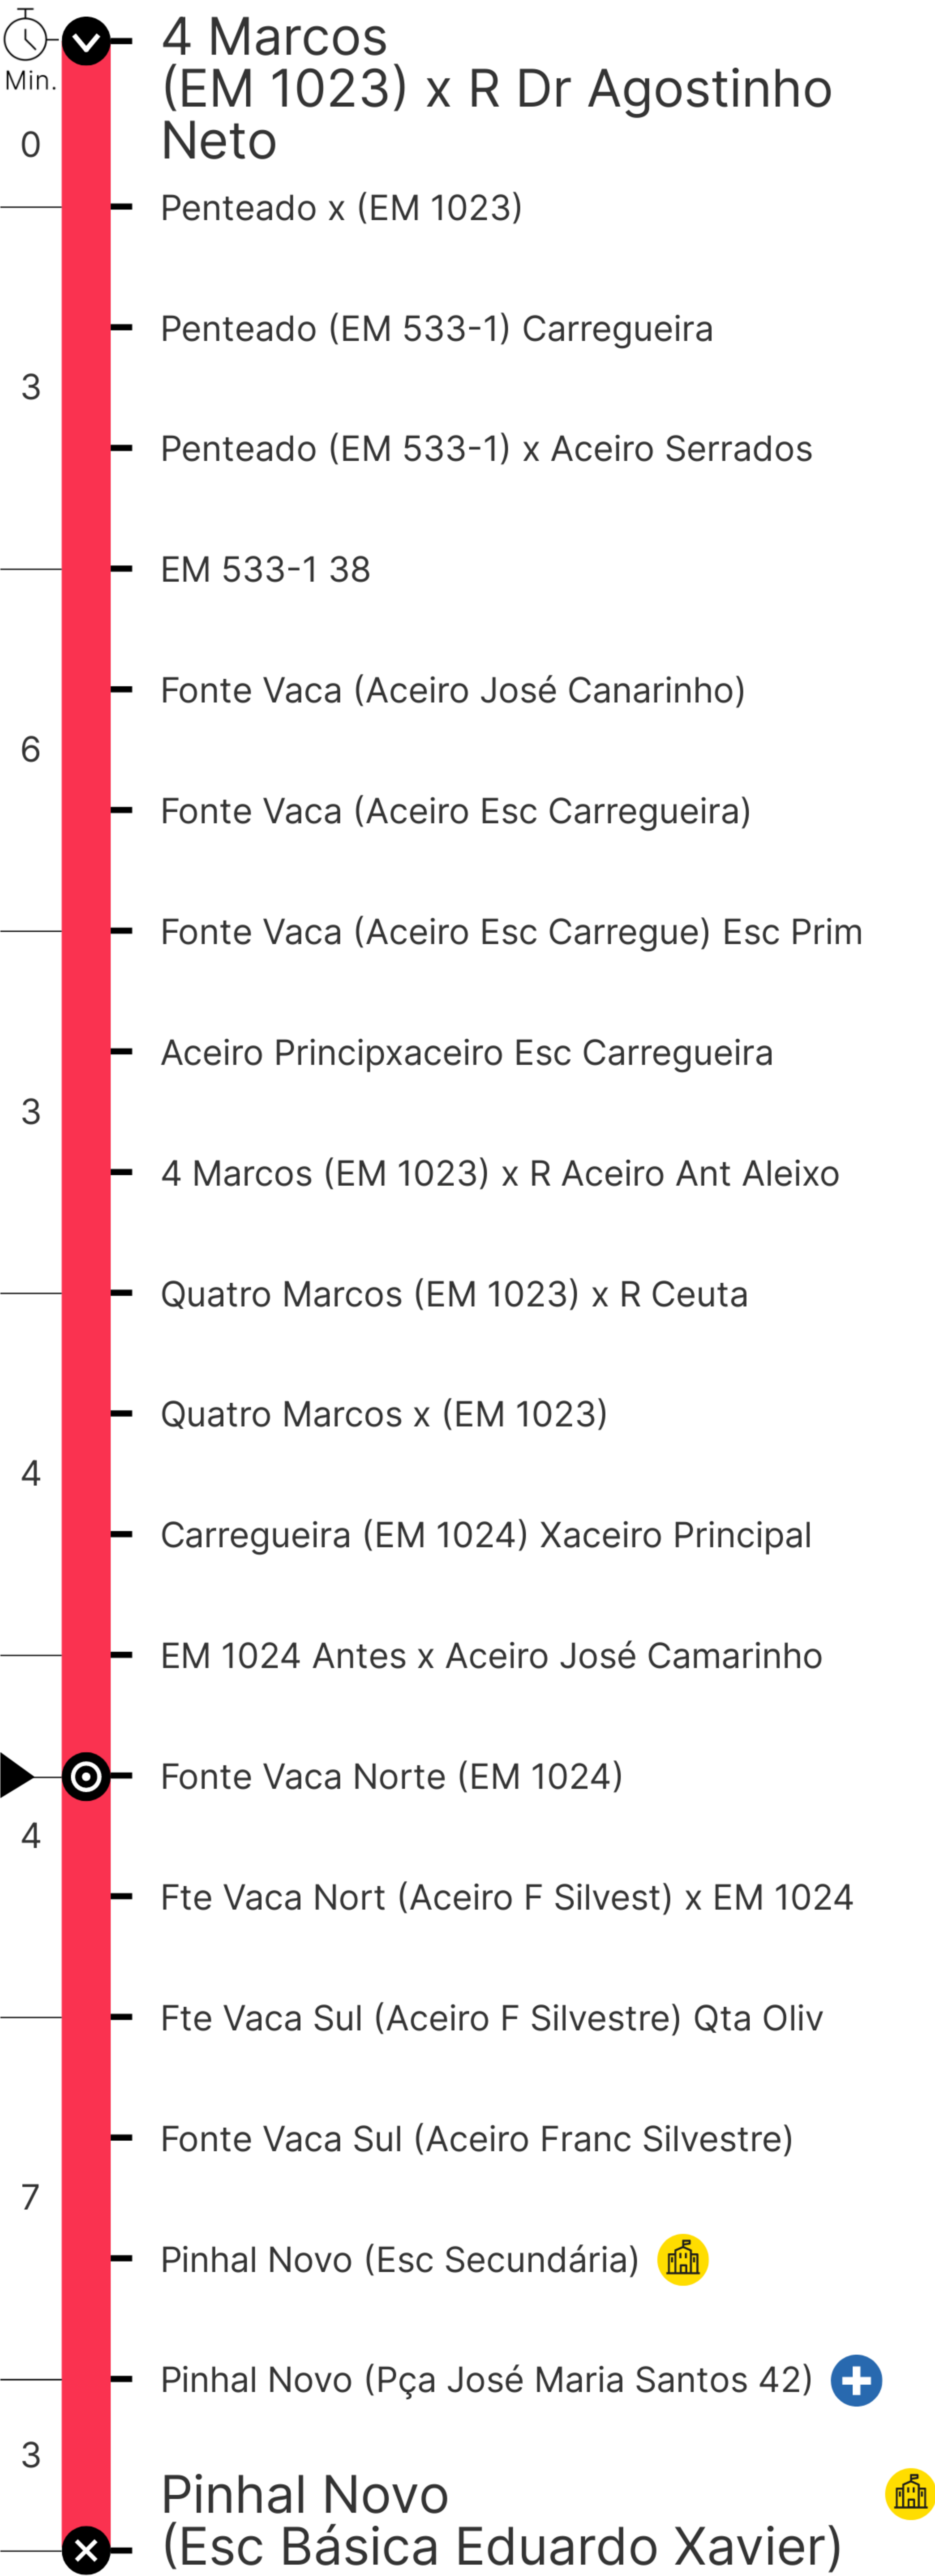 4 Marcos
Min.
(EM 1023) x R Dr Agostinho
0
Neto
Penteado x (EM 1023)
Penteado (EM 533-1) Carregueira
3
Penteado (EM 533-1) x Aceiro Serrados
EM 533-1 38
Fonte Vaca (Aceiro José Canarinho)
6
Fonte Vaca (Aceiro Esc Carregueira)
Fonte Vaca (Aceiro Esc Carregue) Esc Prim
Aceiro Principxaceiro Esc Carregueira
3
4 Marcos (EM 1023) x R Aceiro Ant Aleixo
Quatro Marcos (EM 1023) x R Ceuta
Quatro Marcos x (EM 1023)
4
Carregueira (EM 1024) Xaceiro Principal
EM 1024 Antes x Aceiro José Camarinho
Fonte Vaca Norte (EM 1024)
4
Fte Vaca Nort (Aceiro F Silvest) x EM 1024
Fte Vaca Sul (Aceiro F Silvestre) Qta Oliv
Fonte Vaca Sul (Aceiro Franc Silvestre)
7
Pinhal Novo (Esc Secundária)
Pinhal Novo (Pça José Maria Santos 42)
3
Pinhal Novo
(Esc Básica Eduardo Xavier)